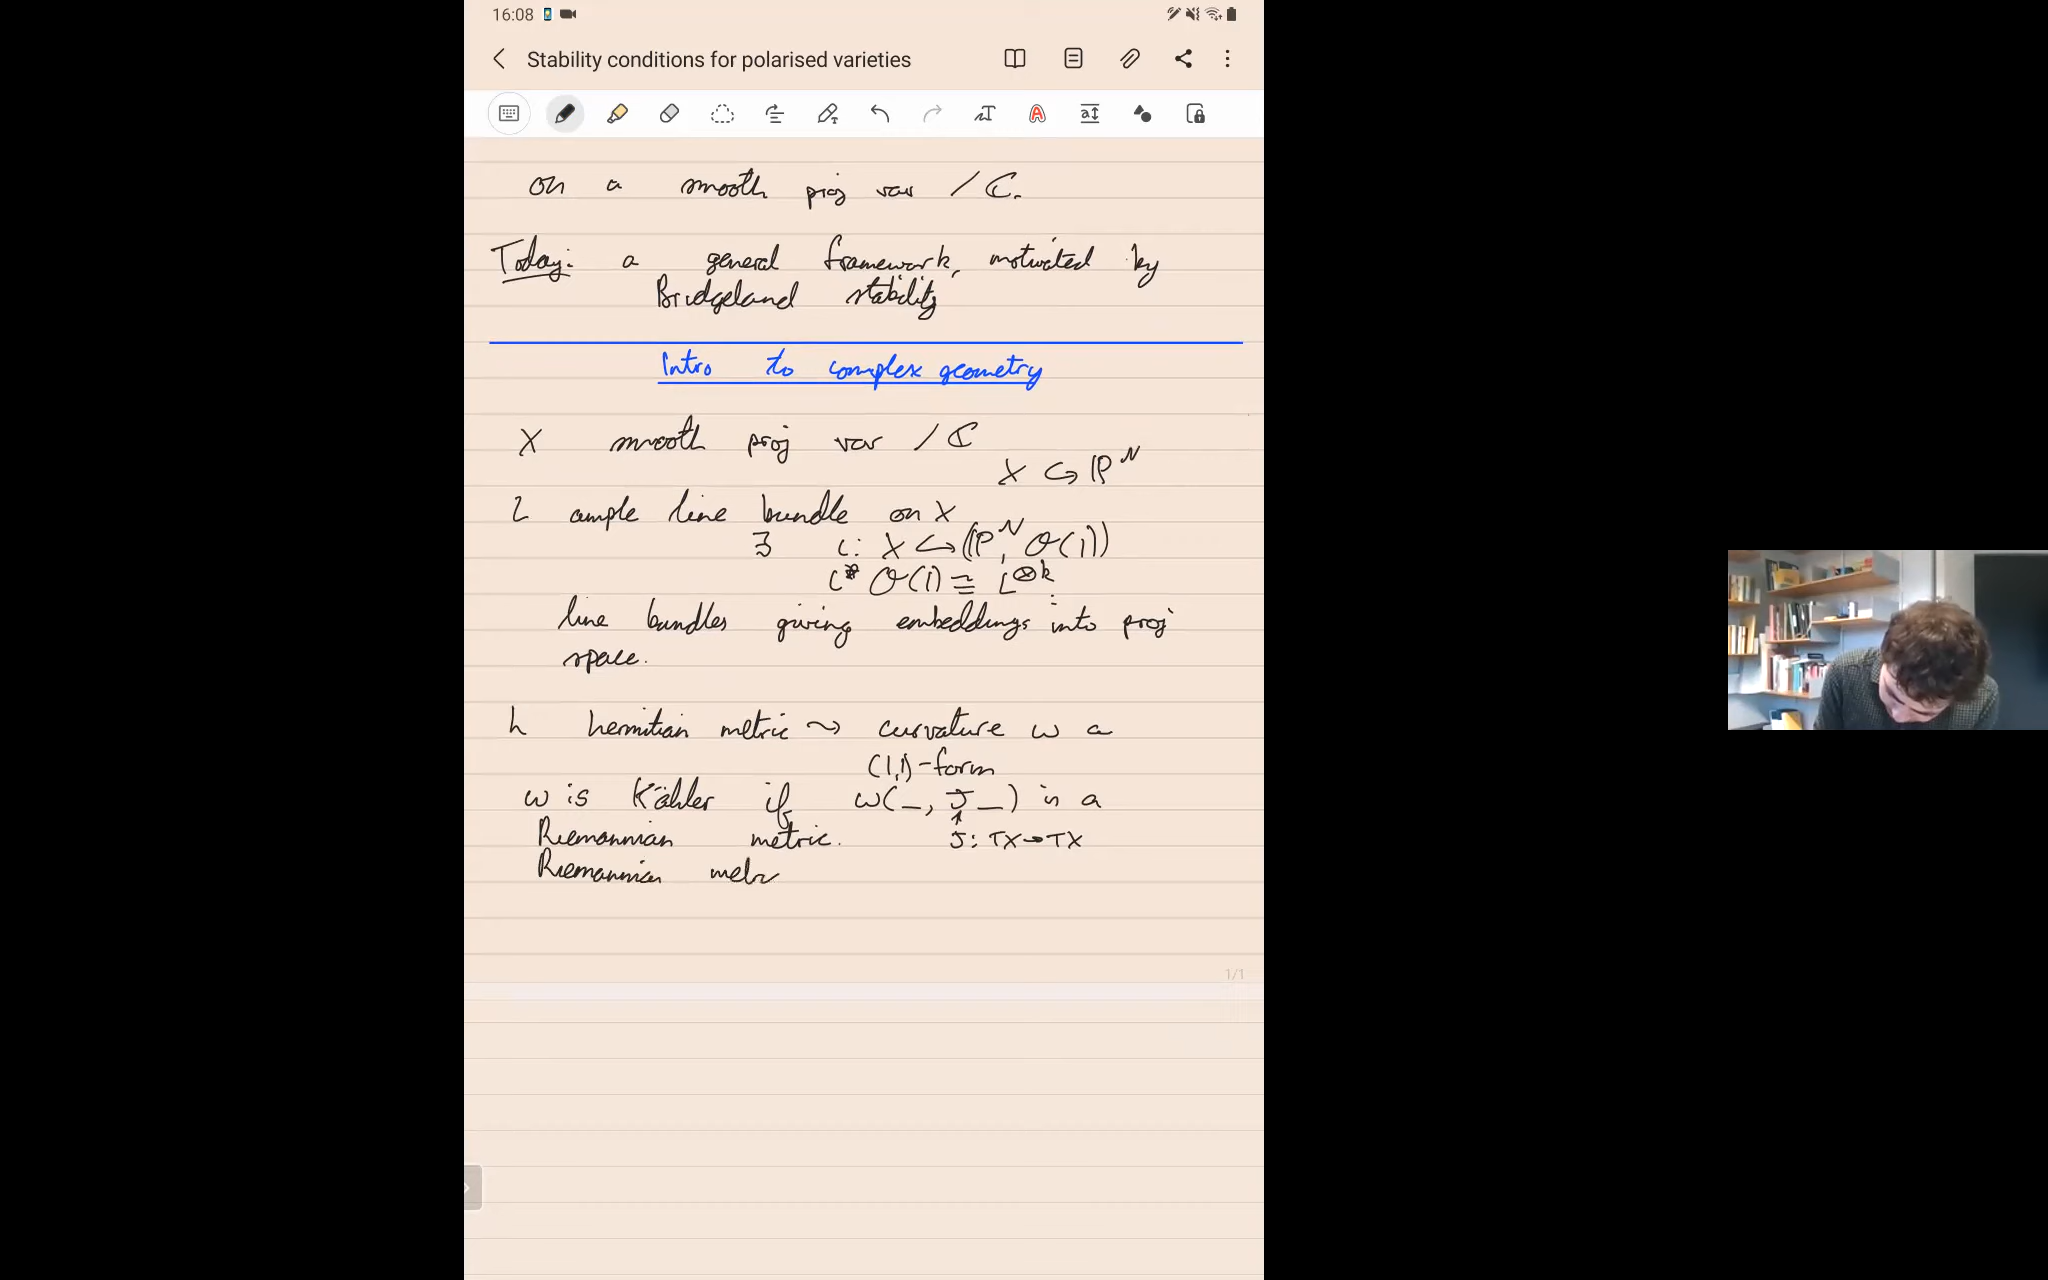 16:08
Stability conditions for polarised varieties
on a smooth proj var / ℂ.
Today: a general framework, motivated by
Bridgeland stability
Intro to complex geometry
X smooth proj var / ℂ
X ↪ ℙ^N
L ample line bundle on X
∃ ι: X ↪ (ℙ^N, O(1))
ι* O(1) ≅ L^⊗k
line bundles giving embeddings into proj
space.
h hermitian metric ⤳ curvature ω a
(1,1)-form
ω is Kähler if ω(_, J_) is a
Riemannian metric. J: TX→TX
Riemannian metr
1/1